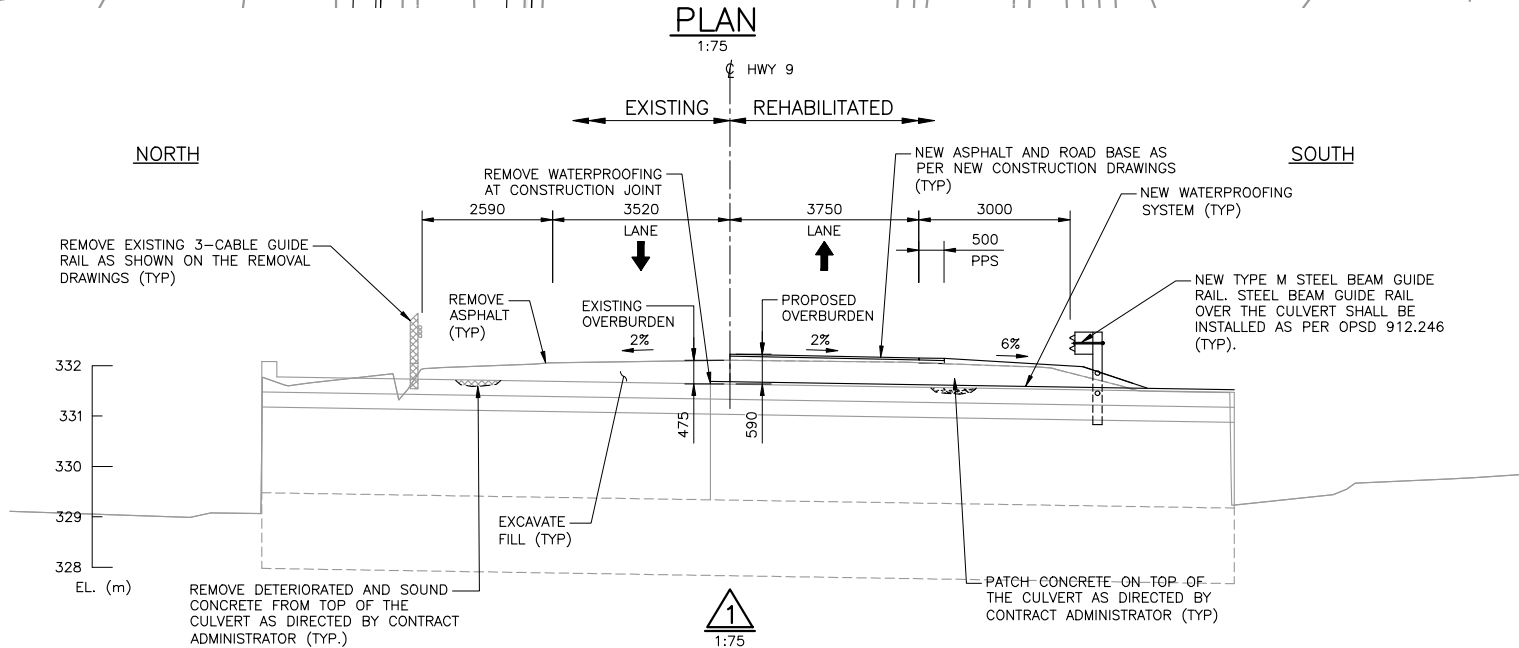 PLAN
1:75
℄ HWY 9
EXISTING
REHABILITATED
NORTH
SOUTH
REMOVE WATERPROOFING
AT CONSTRUCTION JOINT
NEW ASPHALT AND ROAD BASE AS
PER NEW CONSTRUCTION DRAWINGS
(TYP)
NEW WATERPROOFING
SYSTEM (TYP)
2590
3520
3750
3000
LANE
LANE
500
PPS
REMOVE EXISTING 3-CABLE GUIDE
RAIL AS SHOWN ON THE REMOVAL
DRAWINGS (TYP)
NEW TYPE M STEEL BEAM GUIDE
RAIL. STEEL BEAM GUIDE RAIL
OVER THE CULVERT SHALL BE
INSTALLED AS PER OPSD 912.246
(TYP).
REMOVE
ASPHALT
(TYP)
EXISTING
OVERBURDEN
PROPOSED
OVERBURDEN
2%
2%
6%
332
331
330
329
328
EL. (m)
475
590
EXCAVATE
FILL (TYP)
REMOVE DETERIORATED AND SOUND
CONCRETE FROM TOP OF THE
CULVERT AS DIRECTED BY CONTRACT
ADMINISTRATOR (TYP.)
PATCH CONCRETE ON TOP OF
THE CULVERT AS DIRECTED BY
CONTRACT ADMINISTRATOR (TYP)
1
1:75